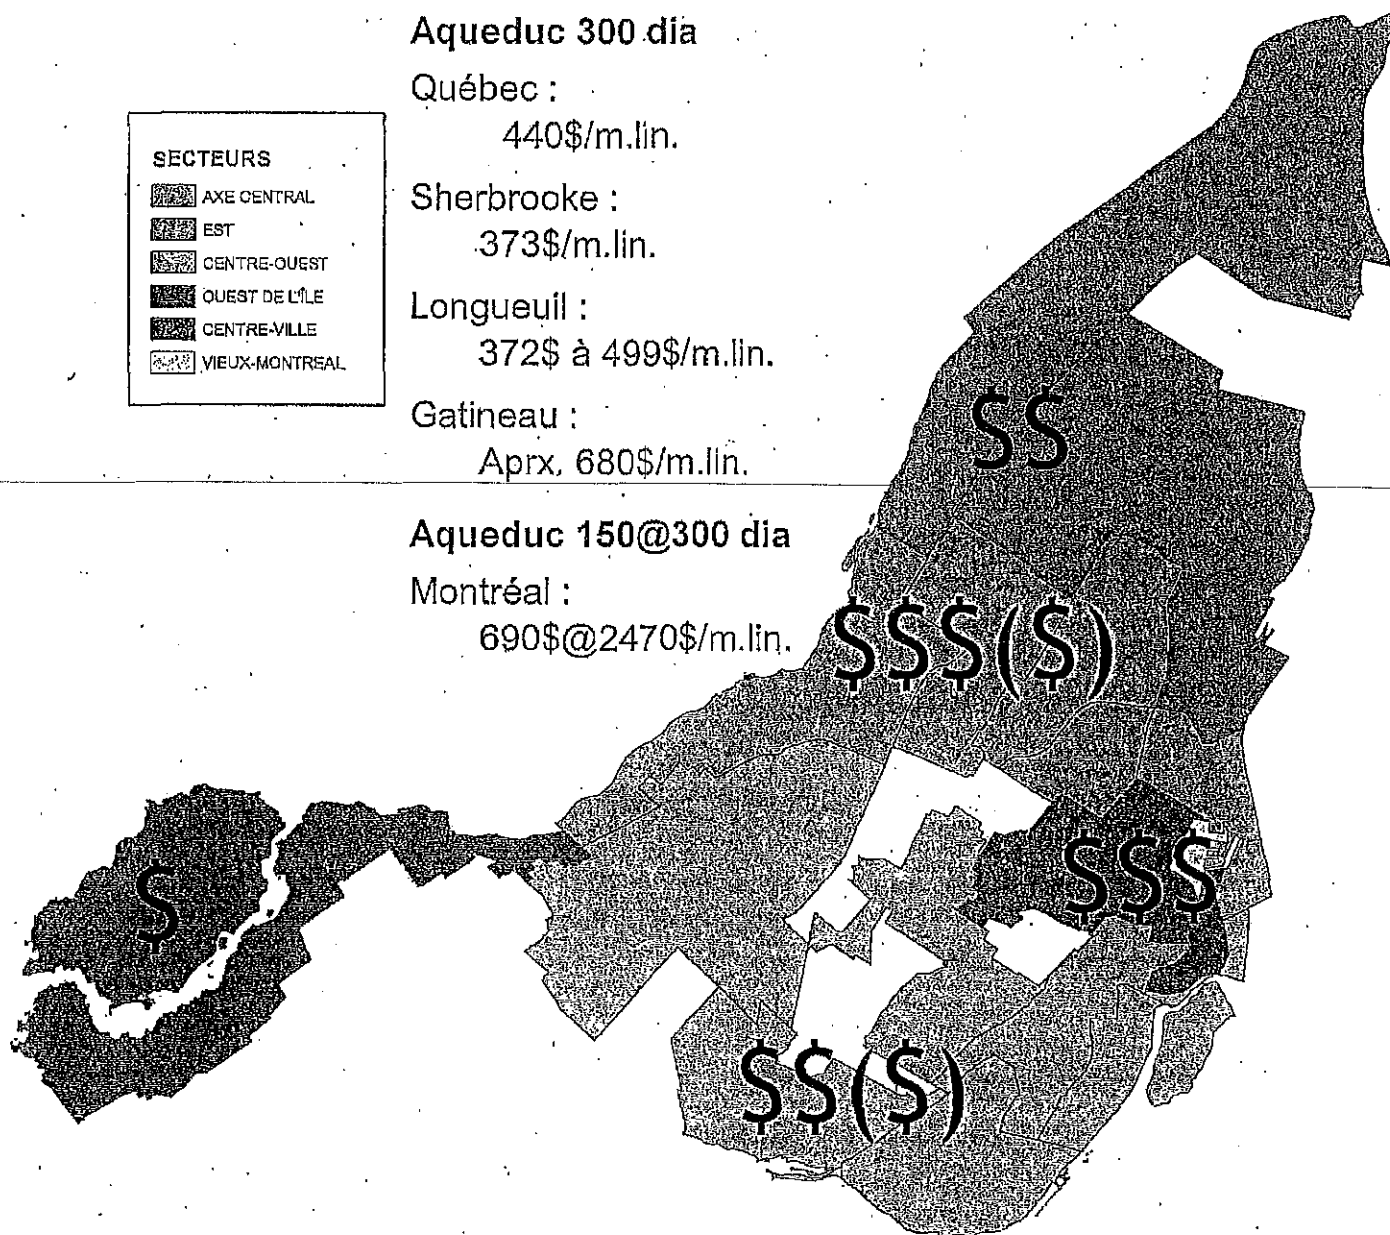 Aqueduc 300 dia
Québec :
440$/m.lin.
Sherbrooke :
373$/m.lin.
Longueuil :
372$ à 499$/m.lin.
Gatineau :
Aprx. 680$/m.lin.
Aqueduc 150@300 dia
Montréal :
690$@2470$/m.lin.
SECTEURS
AXE CENTRAL
EST
CENTRE-OUEST
OUEST DE L'ÎLE
CENTRE-VILLE
VIEUX-MONTREAL
$$
$$$($)
$$$
$
$$($)